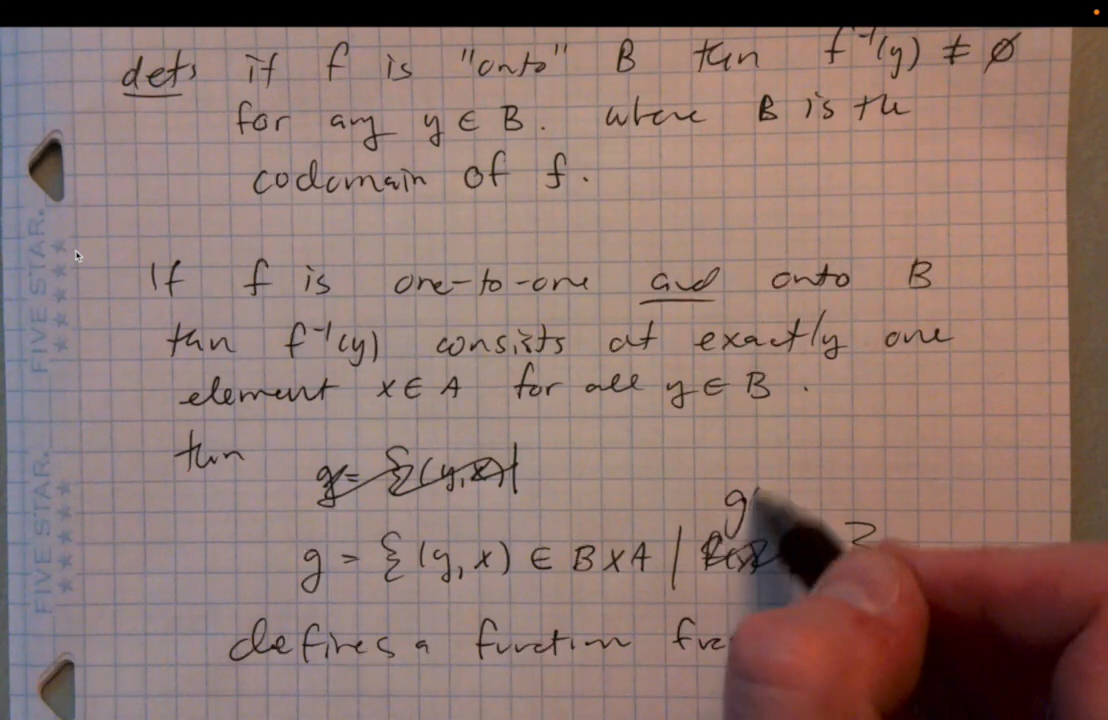 def: if f is "onto" B then f⁻¹(y) ≠ ∅
for any y ∈ B. where B is the
codomain of f.
If f is one-to-one and onto B
then f⁻¹(y) consists of exactly one
element x ∈ A for all y ∈ B.
then
g = {(y,x) |
g
g = {(y,x) ∈ B×A |
defines a function
FIVE STAR.
FIVE STAR.